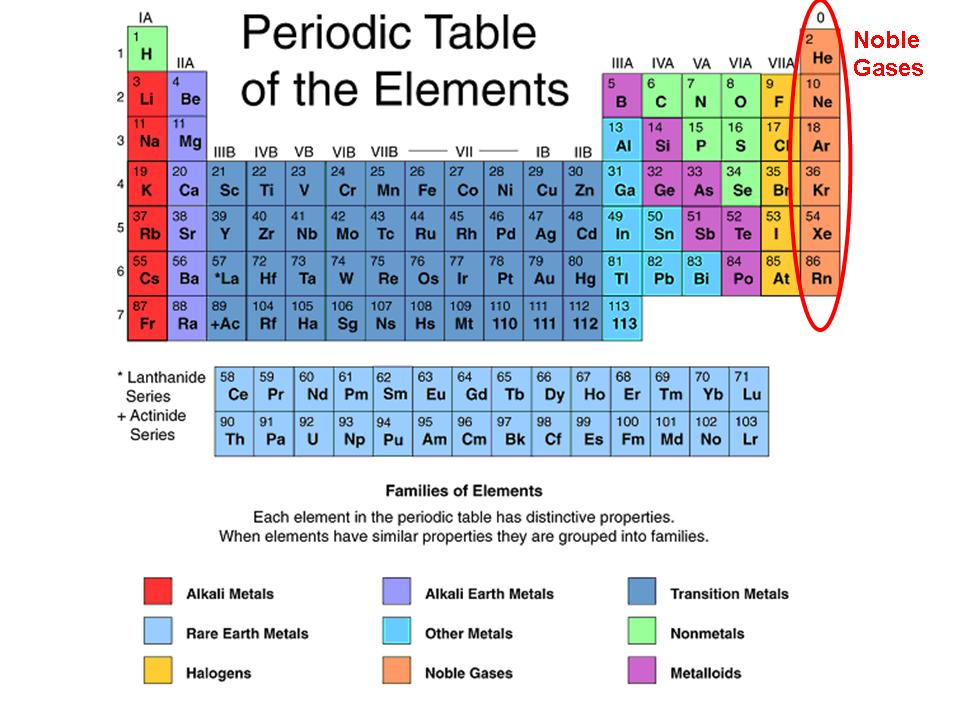 Periodic Table
of the Elements
Noble
Gases
IA 0
1 H 2 He
1
IIA IIIA IVA VA VIA VIIA
2 3 Li 4 Be 5 B 6 C 7 N 8 O 9 F 10 Ne
3 11 Na 11 Mg 13 Al 14 Si 15 P 16 S 17 Cl 18 Ar
IIIB IVB VB VIB VIIB VII IB IIB
4 19 K 20 Ca 21 Sc 22 Ti 23 V 24 Cr 25 Mn 26 Fe 27 Co 28 Ni 29 Cu 30 Zn 31 Ga 32 Ge 33 As 34 Se 35 Br 36 Kr
5 37 Rb 38 Sr 39 Y 40 Zr 41 Nb 42 Mo 43 Tc 44 Ru 45 Rh 46 Pd 47 Ag 48 Cd 49 In 50 Sn 51 Sb 52 Te 53 I 54 Xe
6 55 Cs 56 Ba 57 *La 72 Hf 73 Ta 74 W 75 Re 76 Os 77 Ir 78 Pt 79 Au 80 Hg 81 Tl 82 Pb 83 Bi 84 Po 85 At 86 Rn
7 87 Fr 88 Ra 89 +Ac 104 Rf 105 Ha 106 Sg 107 Ns 108 Hs 109 Mt 110 110 111 111 112 112 113 113
* Lanthanide
Series
+ Actinide
Series
58 Ce 59 Pr 60 Nd 61 Pm 62 Sm 63 Eu 64 Gd 65 Tb 66 Dy 67 Ho 68 Er 69 Tm 70 Yb 71 Lu
90 Th 91 Pa 92 U 93 Np 94 Pu 95 Am 96 Cm 97 Bk 98 Cf 99 Es 100 Fm 101 Md 102 No 103 Lr
Families of Elements
Each element in the periodic table has distinctive properties.
When elements have similar properties they are grouped into families.
Alkali Metals Alkali Earth Metals Transition Metals
Rare Earth Metals Other Metals Nonmetals
Halogens Noble Gases Metalloids